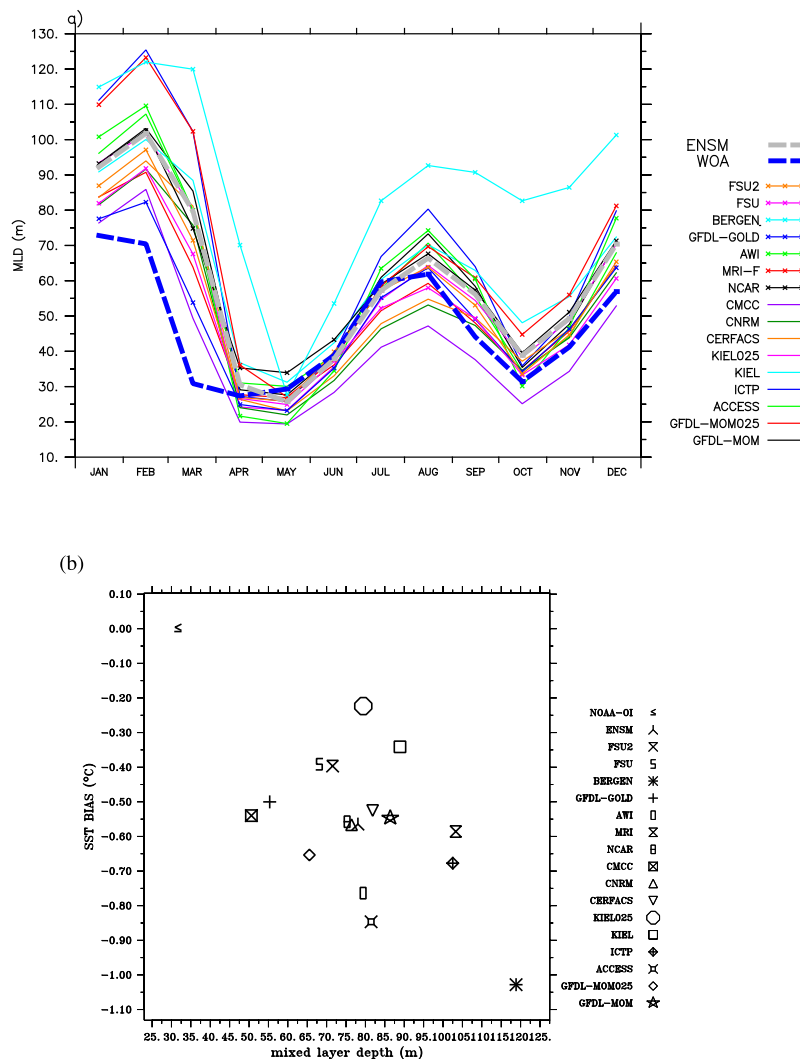 a)
130.
120.
110.
100.
90.
80.
70.
60.
50.
40.
30.
20.
10.
MLD (m)
JAN FEB MAR APR MAY JUN JUL AUG SEP OCT NOV DEC
ENSM
WOA
FSU2
FSU
BERGEN
GFDL-GOLD
AWI
MRI-F
NCAR
CMCC
CNRM
CERFACS
KIEL025
KIEL
ICTP
ACCESS
GFDL-MOM025
GFDL-MOM
(b)
0.10
0.00
-0.10
-0.20
-0.30
-0.40
-0.50
-0.60
-0.70
-0.80
-0.90
-1.00
-1.10
SST BIAS (°C)
≤
25. 30. 35. 40. 45. 50. 55. 60. 65. 70. 75. 80. 85. 90. 95. 100105110115120125.
mixed layer depth (m)
NOAA-OI ≤
ENSM
FSU2
FSU
BERGEN
GFDL-GOLD
AWI
MRI
NCAR
CMCC
CNRM
CERFACS
KIEL025
KIEL
ICTP
ACCESS
GFDL-MOM025
GFDL-MOM